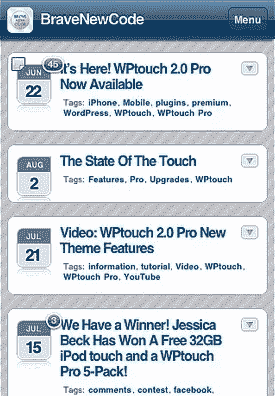 BraveNewCode
Menu
45
JUN
22
It's Here! WPtouch 2.0 Pro
Now Available
Tags: iPhone, Mobile, plugins, premium,
WordPress, WPtouch, WPtouch Pro
AUG
2
The State Of The Touch
Tags: Features, Pro, Upgrades, WPtouch
JUL
21
Video: WPtouch 2.0 Pro New
Theme Features
Tags: information, tutorial, Video, WPtouch,
WPtouch Pro, YouTube
JUL
3
15
We Have a Winner! Jessica
Beck Has Won A Free 32GB
iPod touch and a WPtouch
Pro 5-Pack!
Tags: comments, contest, facebook,